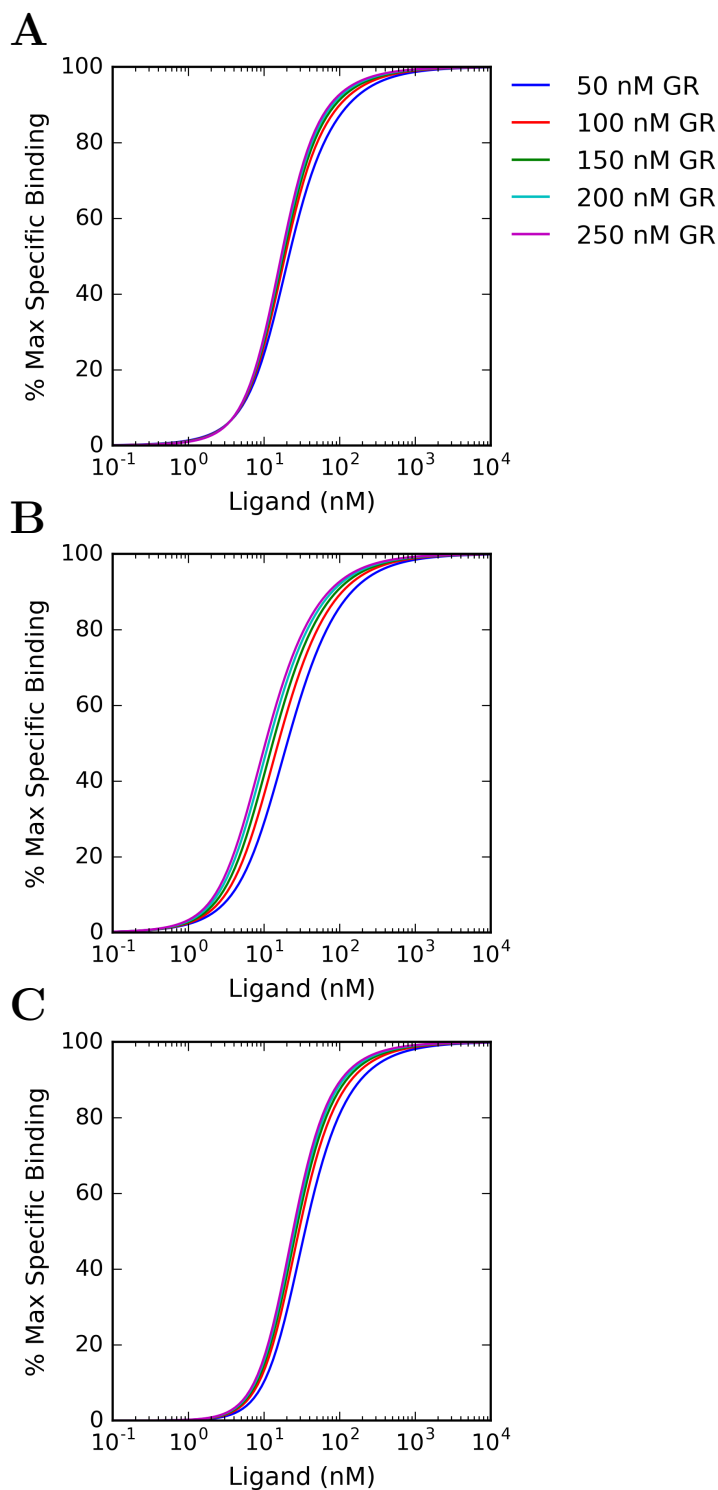 A
100
80
60
40
20
0
% Max Specific Binding
10^-1 10^0 10^1 10^2 10^3 10^4
Ligand (nM)
50 nM GR
100 nM GR
150 nM GR
200 nM GR
250 nM GR
B
100
80
60
40
20
0
% Max Specific Binding
10^-1 10^0 10^1 10^2 10^3 10^4
Ligand (nM)
C
100
80
60
40
20
0
% Max Specific Binding
10^-1 10^0 10^1 10^2 10^3 10^4
Ligand (nM)